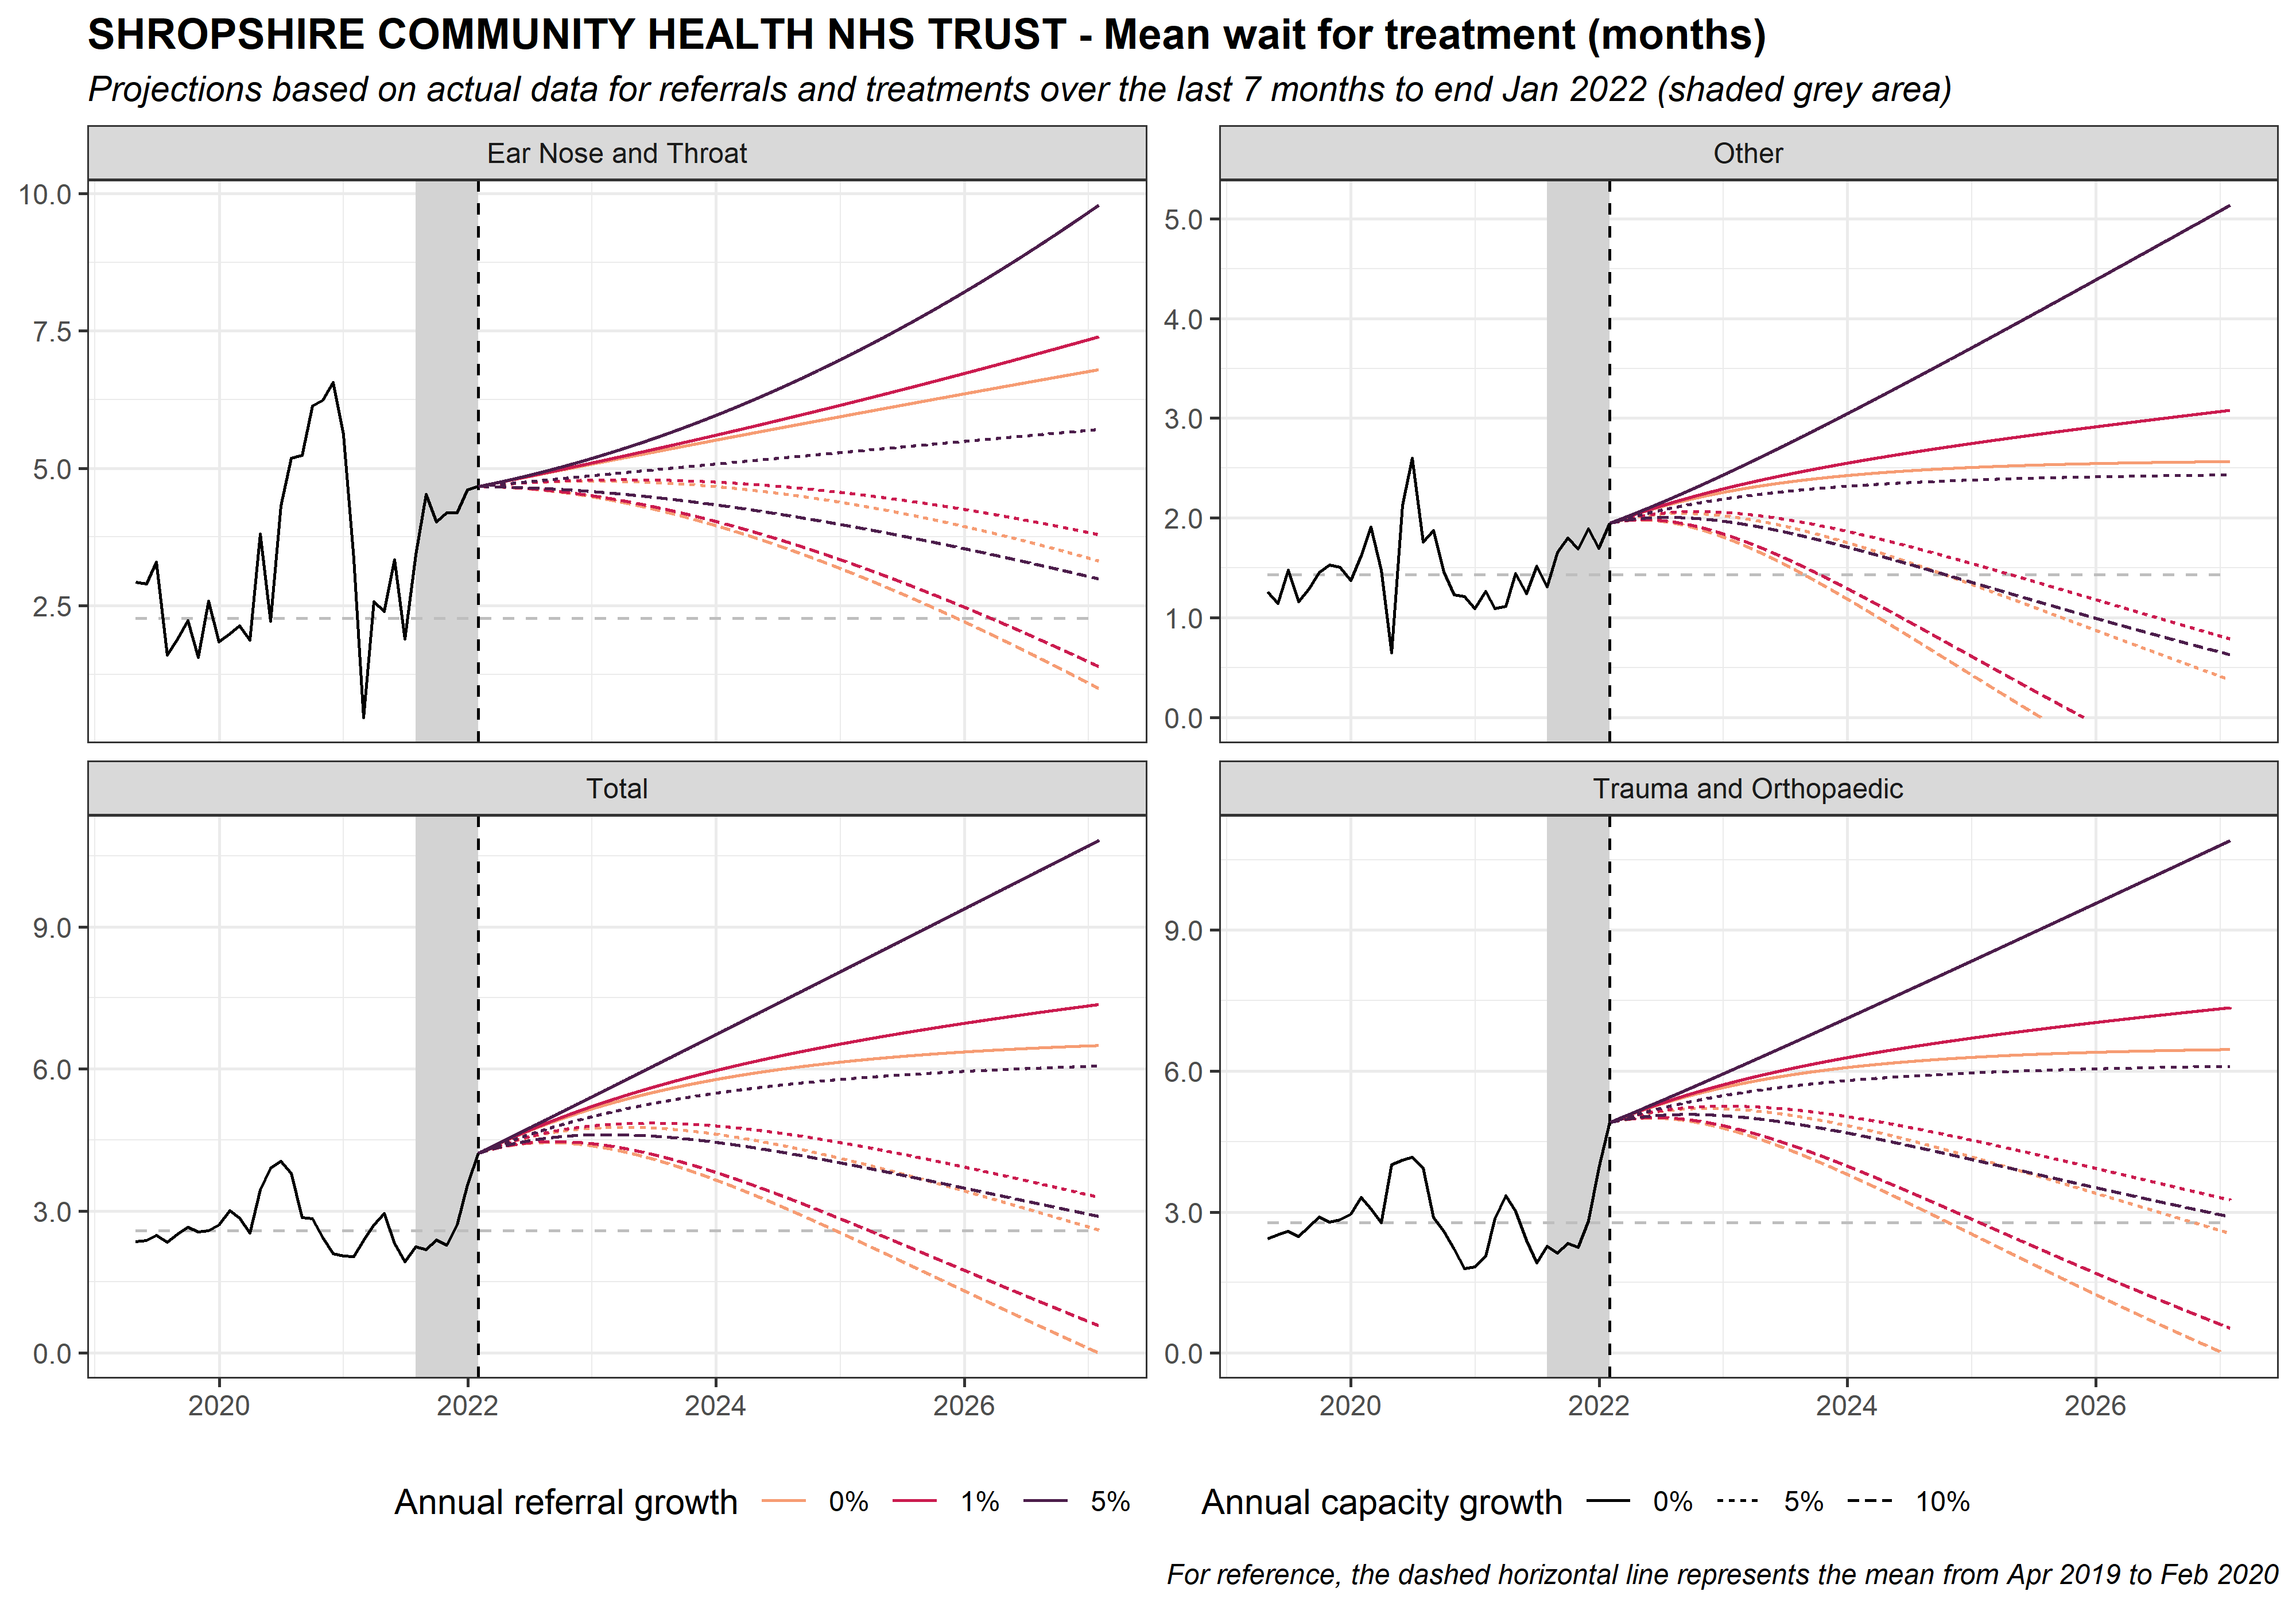 SHROPSHIRE COMMUNITY HEALTH NHS TRUST - Mean wait for treatment (months)
Projections based on actual data for referrals and treatments over the last 7 months to end Jan 2022 (shaded grey area)
Ear Nose and Throat
10.0
7.5
5.0
2.5
Other
5.0
4.0
3.0
2.0
1.0
0.0
Total
9.0
6.0
3.0
0.0
2020 2022 2024 2026
Trauma and Orthopaedic
9.0
6.0
3.0
0.0
2020 2022 2024 2026
Annual referral growth 0% 1% 5%
Annual capacity growth 0% 5% 10%
For reference, the dashed horizontal line represents the mean from Apr 2019 to Feb 2020